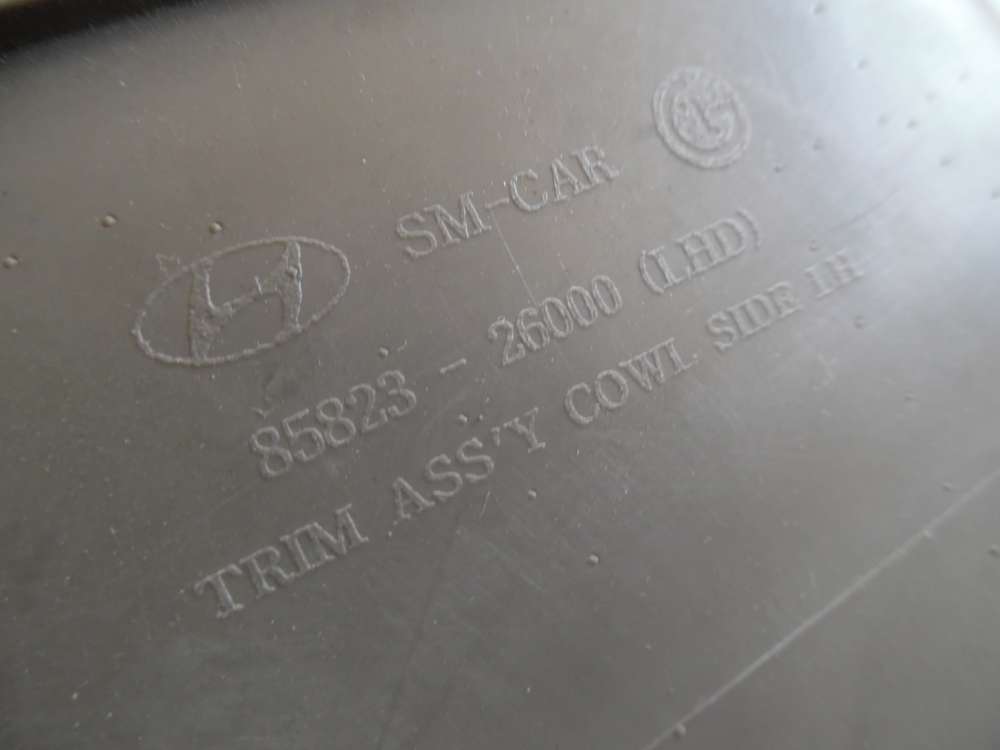 SM-CAR
85823 - 26000 (LHD)
TRIM ASS'Y COWL SIDE LH